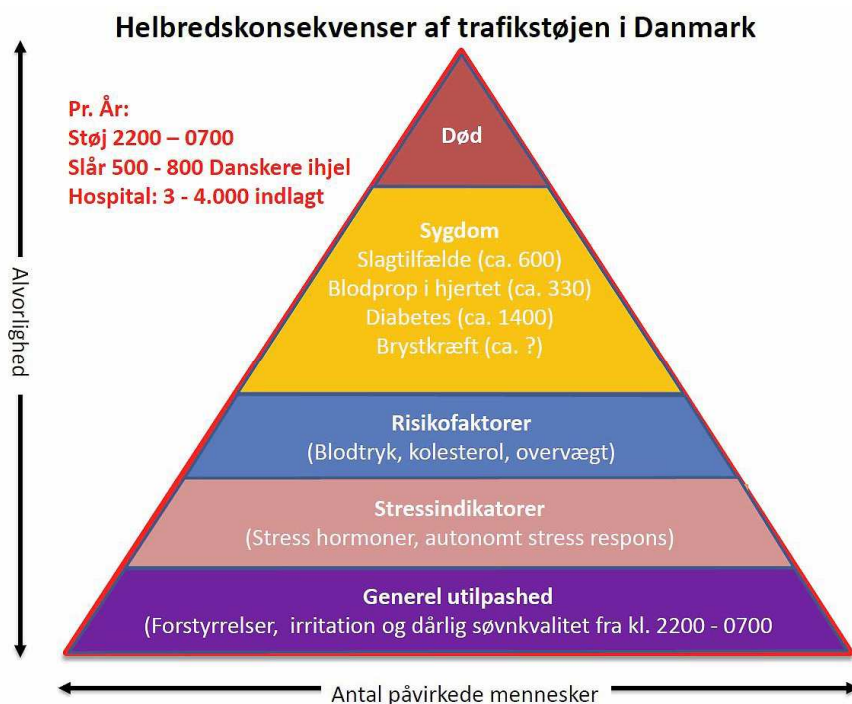 Helbredskonsekvenser af trafikstøjen i Danmark
Pr. År:
Støj 2200 – 0700
Slår 500 - 800 Danskere ihjel
Hospital: 3 - 4.000 indlagt
Alvorlighed
Død
Sygdom
Slagtilfælde (ca. 600)
Blodprop i hjertet (ca. 330)
Diabetes (ca. 1400)
Brystkræft (ca. ?)
Risikofaktorer
(Blodtryk, kolesterol, overvægt)
Stressindikatorer
(Stress hormoner, autonomt stress respons)
Generel utilpashed
(Forstyrrelser, irritation og dårlig søvnkvalitet fra kl. 2200 - 0700
Antal påvirkede mennesker